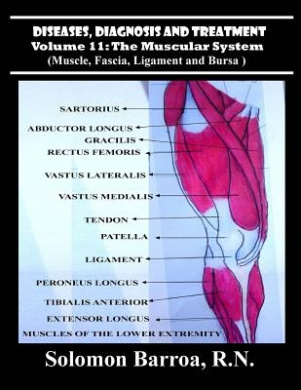 DISEASES, DIAGNOSIS AND TREATMENT
Volume 11: The Muscular System
(Muscle, Fascia, Ligament and Bursa )
SARTORIUS
ABDUCTOR LONGUS
GRACILIS
RECTUS FEMORIS
VASTUS LATERALIS
VASTUS MEDIALIS
TENDON
PATELLA
LIGAMENT
PERONEUS LONGUS
TIBIALIS ANTERIOR
EXTENSOR LONGUS
MUSCLES OF THE LOWER EXTREMITY
Solomon Barroa, R.N.